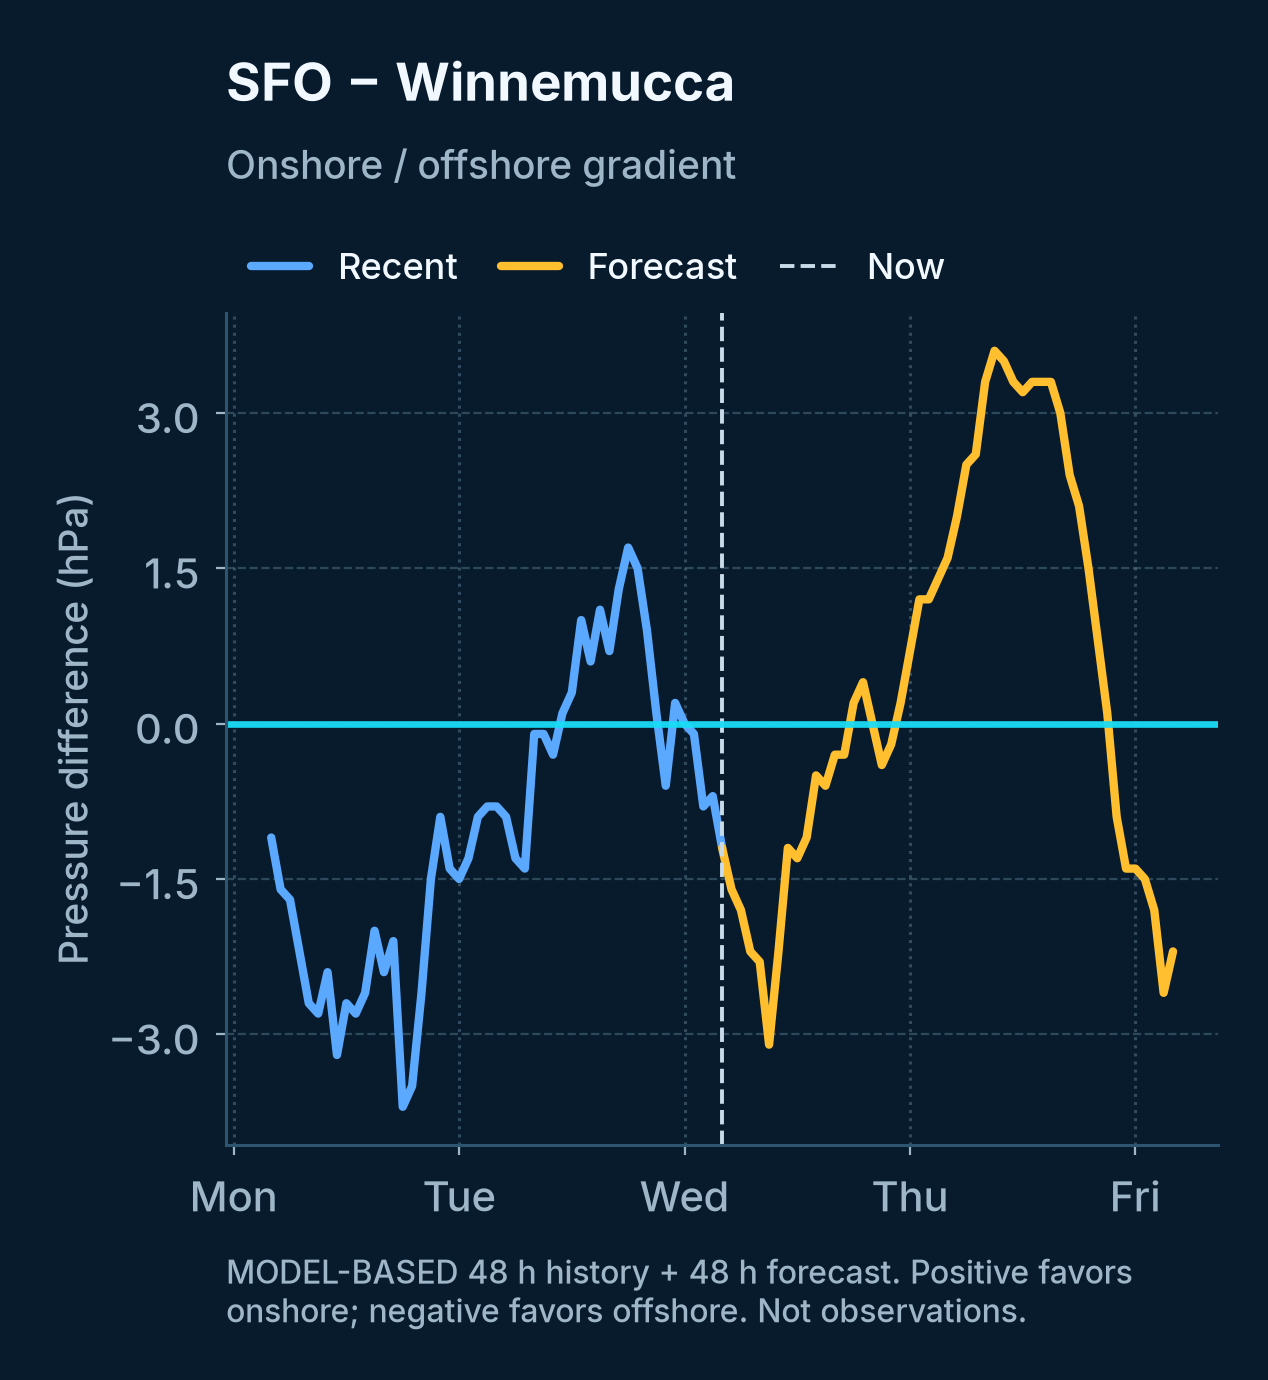 SFO – Winnemucca
Onshore / offshore gradient
Recent Forecast Now
3.0
1.5
0.0
−1.5
−3.0
Pressure difference (hPa)
Mon Tue Wed Thu Fri
MODEL-BASED 48 h history + 48 h forecast. Positive favors
onshore; negative favors offshore. Not observations.